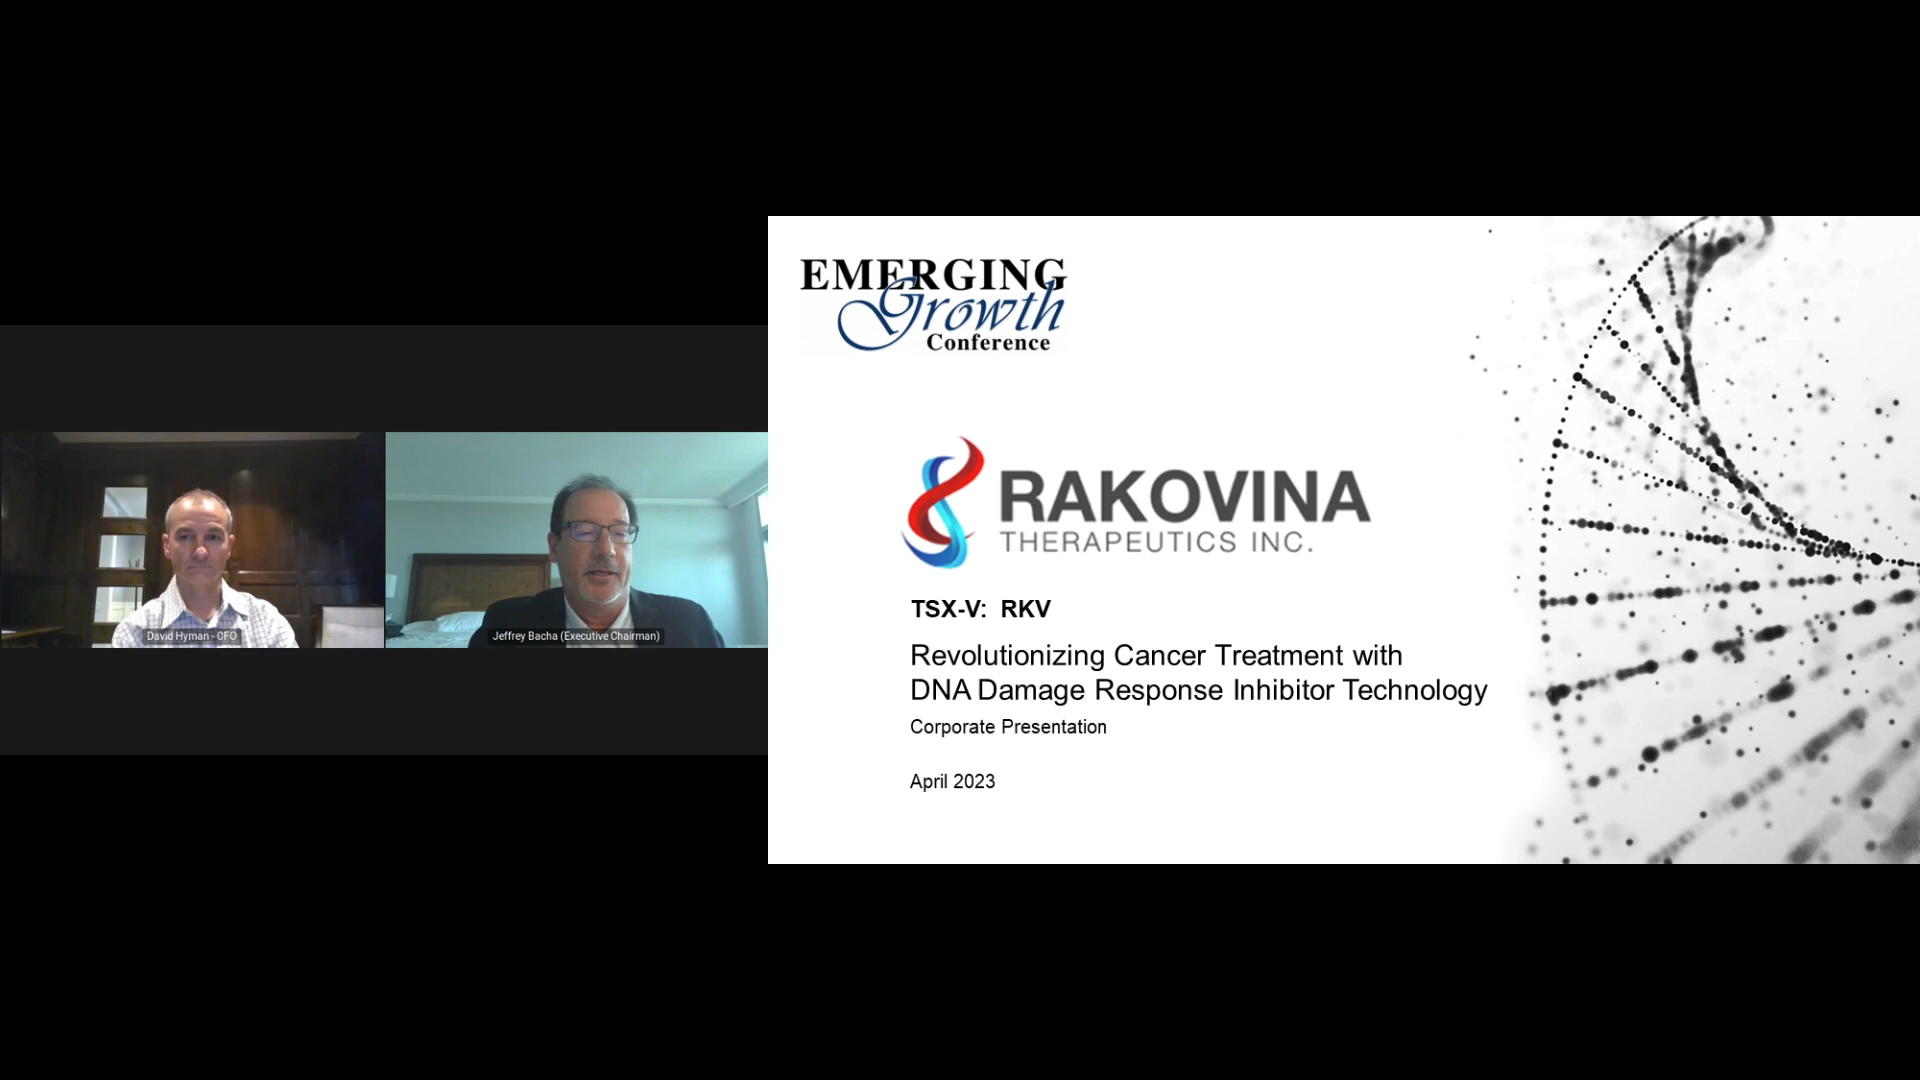 David Hyman - CFO
Jeffrey Bacha (Executive Chairman)
EMERGING
Growth
Conference
RAKOVINA
THERAPEUTICS INC.
TSX-V: RKV
Revolutionizing Cancer Treatment with
DNA Damage Response Inhibitor Technology
Corporate Presentation
April 2023